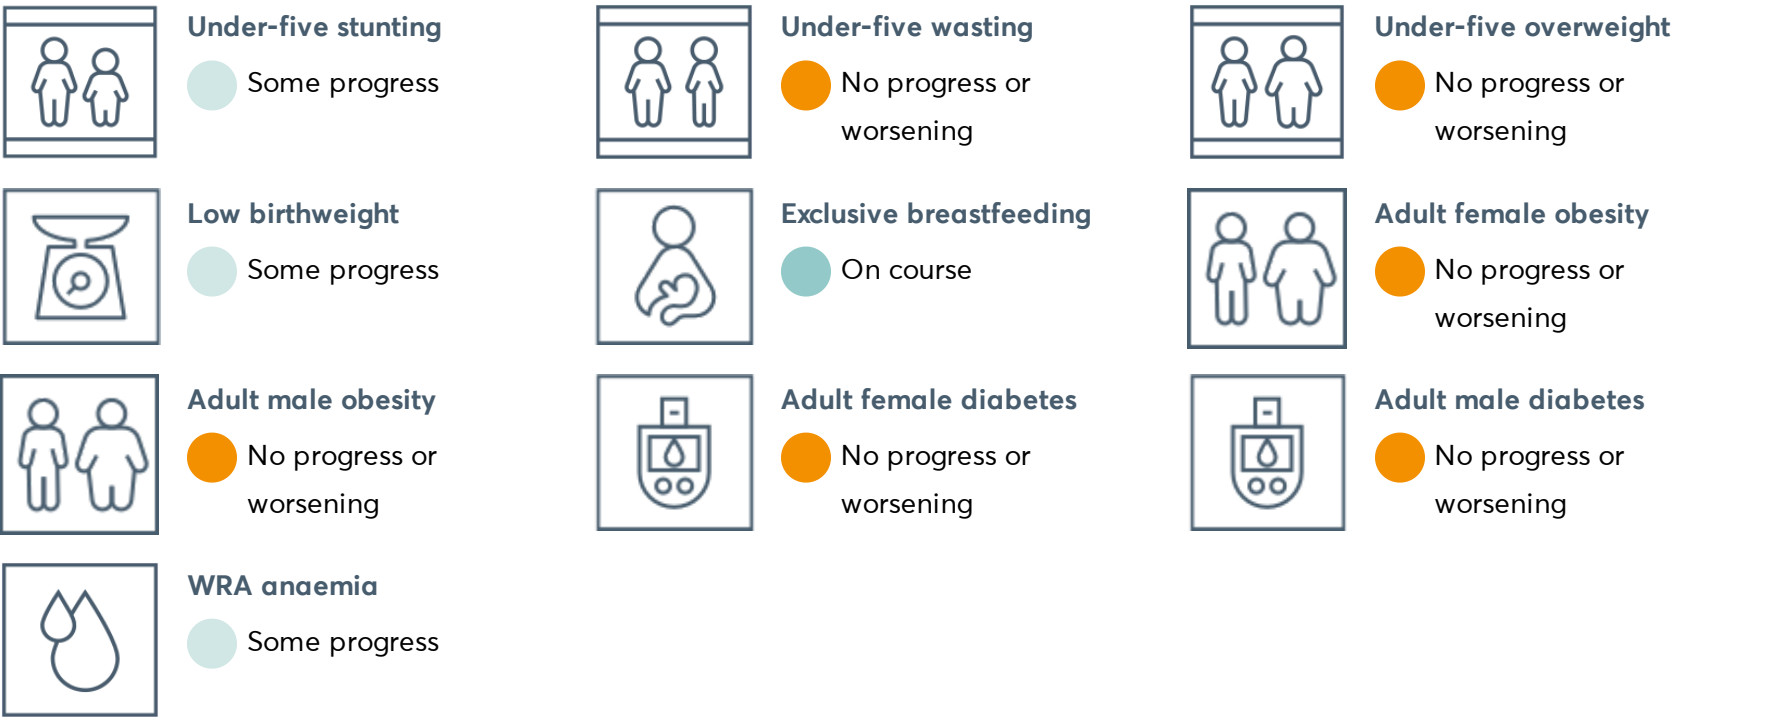 Under-five stunting
Some progress
Under-five wasting
No progress or
worsening
Under-five overweight
No progress or
worsening
Low birthweight
Some progress
Exclusive breastfeeding
On course
Adult female obesity
No progress or
worsening
Adult male obesity
No progress or
worsening
Adult female diabetes
No progress or
worsening
Adult male diabetes
No progress or
worsening
WRA anaemia
Some progress